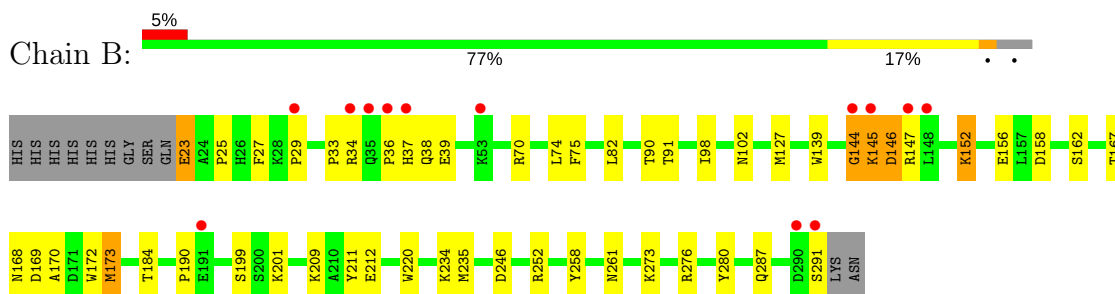 5%
Chain B:
77% 17% • •
HIS HIS HIS HIS HIS HIS GLY SER GLN E23 A24 P25 H26 F27 K28 P29 P33 R34 Q35 P36 H37 Q38 E39 K53 R70 L74 F75 L82 T90 T91 I98 N102 M127 W139 G144 K145 D146 R147 L148 K152 E156 L157 D158 S162 T167
N168 D169 A170 D171 W172 M173 T184 P190 E191 S199 S200 K201 K209 A210 Y211 E212 W220 K234 M235 D246 R252 Y258 N261 K273 R276 Y280 Q287 D290 S291 LYS ASN